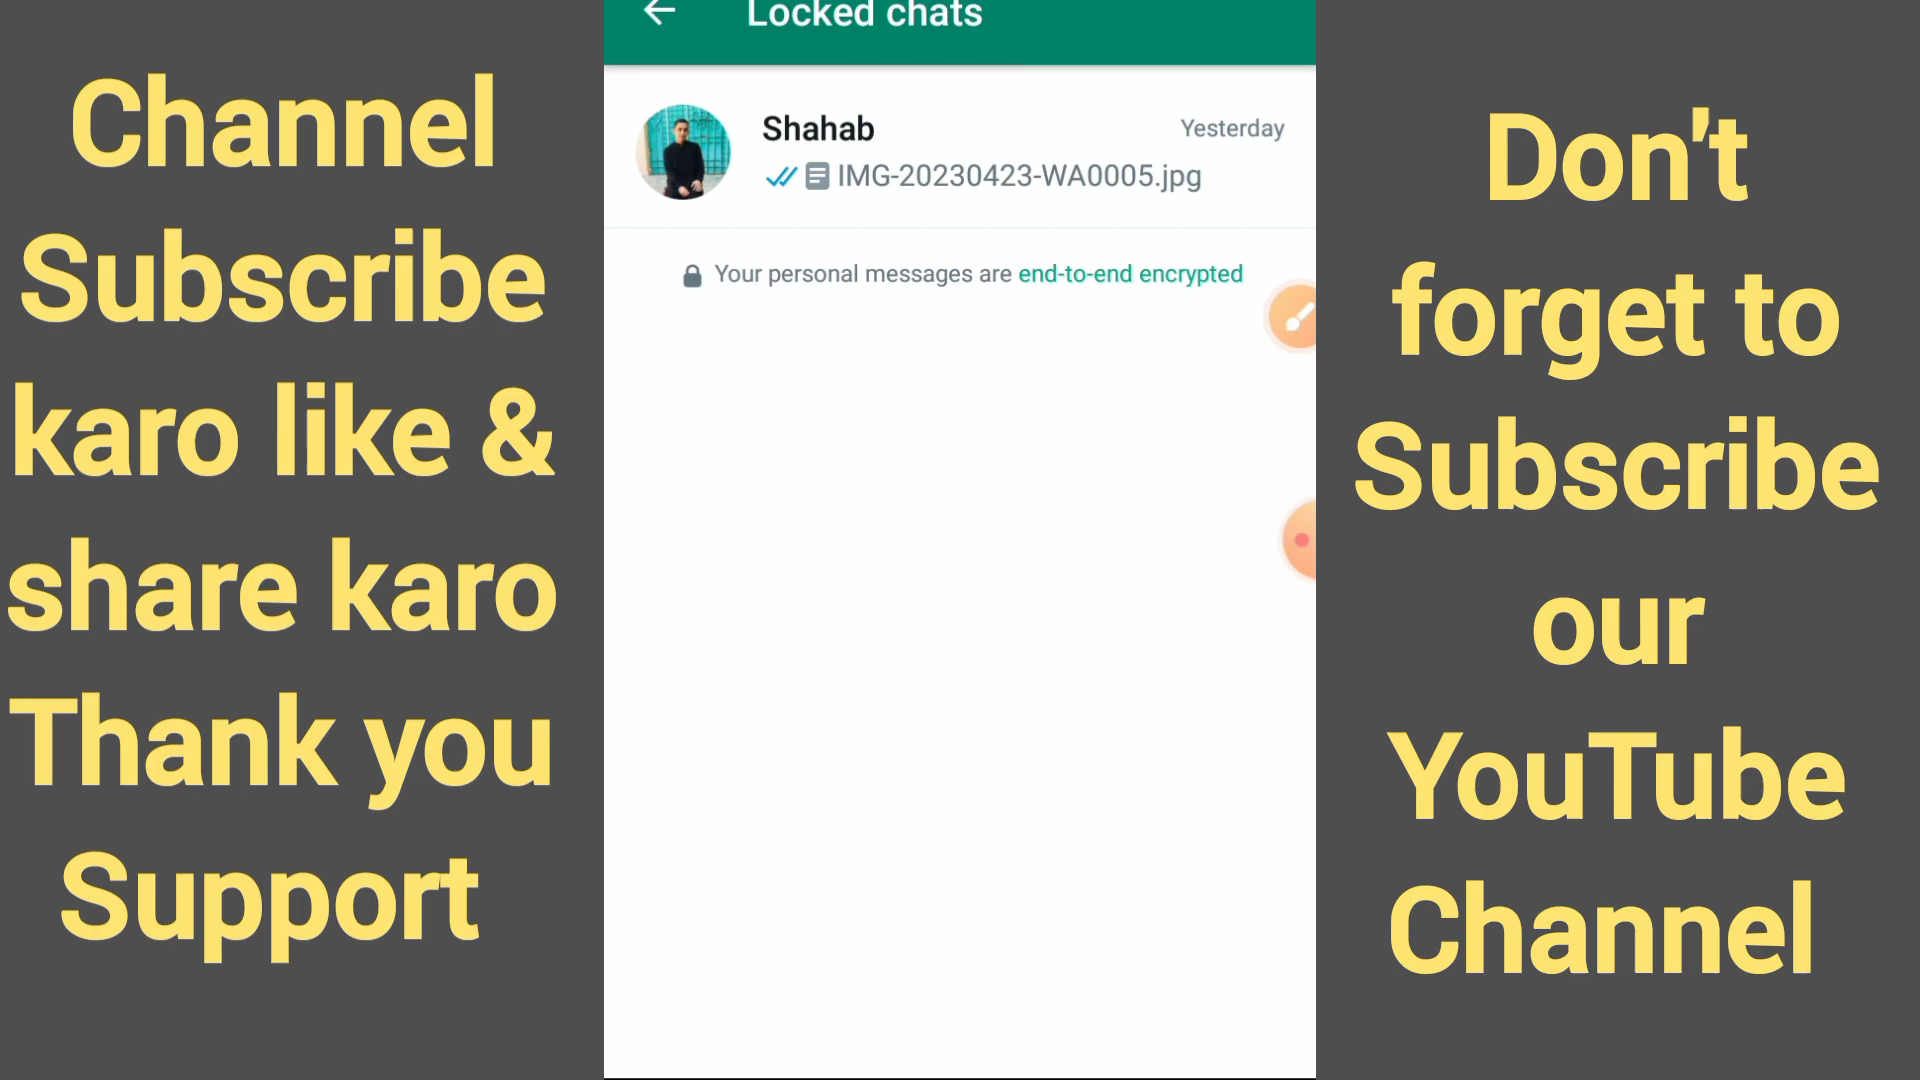 Channel
Subscribe
karo like &
share karo
Thank you
Support
Locked chats
Shahab
Yesterday
IMG-20230423-WA0005.jpg
Your personal messages are end-to-end encrypted
Don't
forget to
Subscribe
our
YouTube
Channel